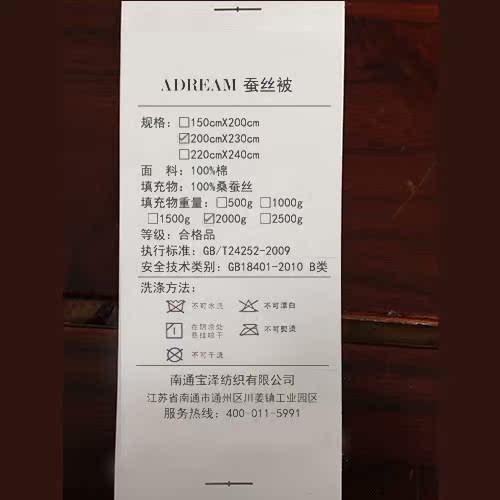 ADREAM 蚕丝被
规格：□150cmX200cm
☑200cmX230cm
□220cmX240cm
面 料：100%棉
填充物：100%桑蚕丝
填充物重量：□500g □1000g
□1500g ☑2000g □2500g
等级：合格品
执行标准：GB/T24252-2009
安全技术类别：GB18401-2010 B类
洗涤方法：
不可水洗 不可漂白
在阴凉处
悬挂晾干 不可熨烫
不可干洗
南通宝泽纺织有限公司
江苏省南通市通州区川姜镇工业园区
服务热线：400-011-5991